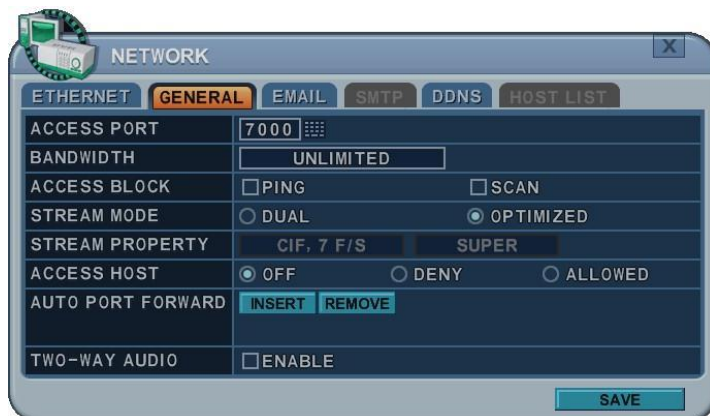 NETWORK X
ETHERNET GENERAL EMAIL SMTP DDNS HOST LIST
ACCESS PORT 7000
BANDWIDTH UNLIMITED
ACCESS BLOCK PING SCAN
STREAM MODE DUAL OPTIMIZED
STREAM PROPERTY CIF, 7 F/S SUPER
ACCESS HOST OFF DENY ALLOWED
AUTO PORT FORWARD INSERT REMOVE
TWO-WAY AUDIO ENABLE
SAVE